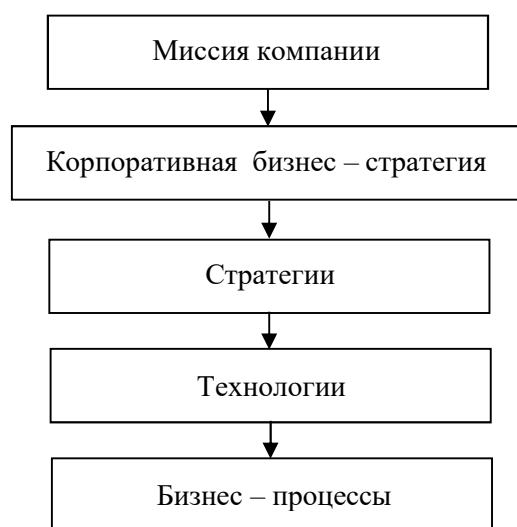 Миссия компании
Корпоративная бизнес – стратегия
Стратегии
Технологии
Бизнес – процессы